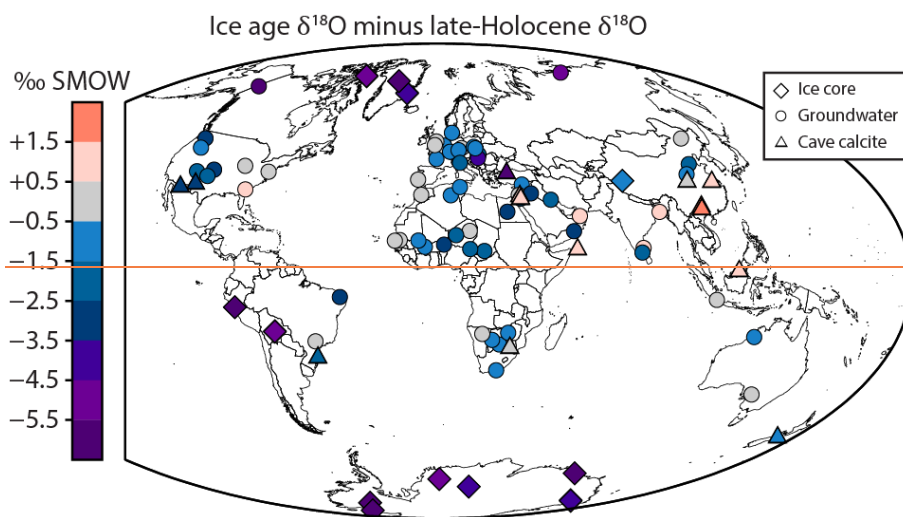 Ice age δ¹⁸O minus late-Holocene δ¹⁸O
‰ SMOW
+1.5
+0.5
−0.5
−1.5
−2.5
−3.5
−4.5
−5.5
Ice core
Groundwater
Cave calcite